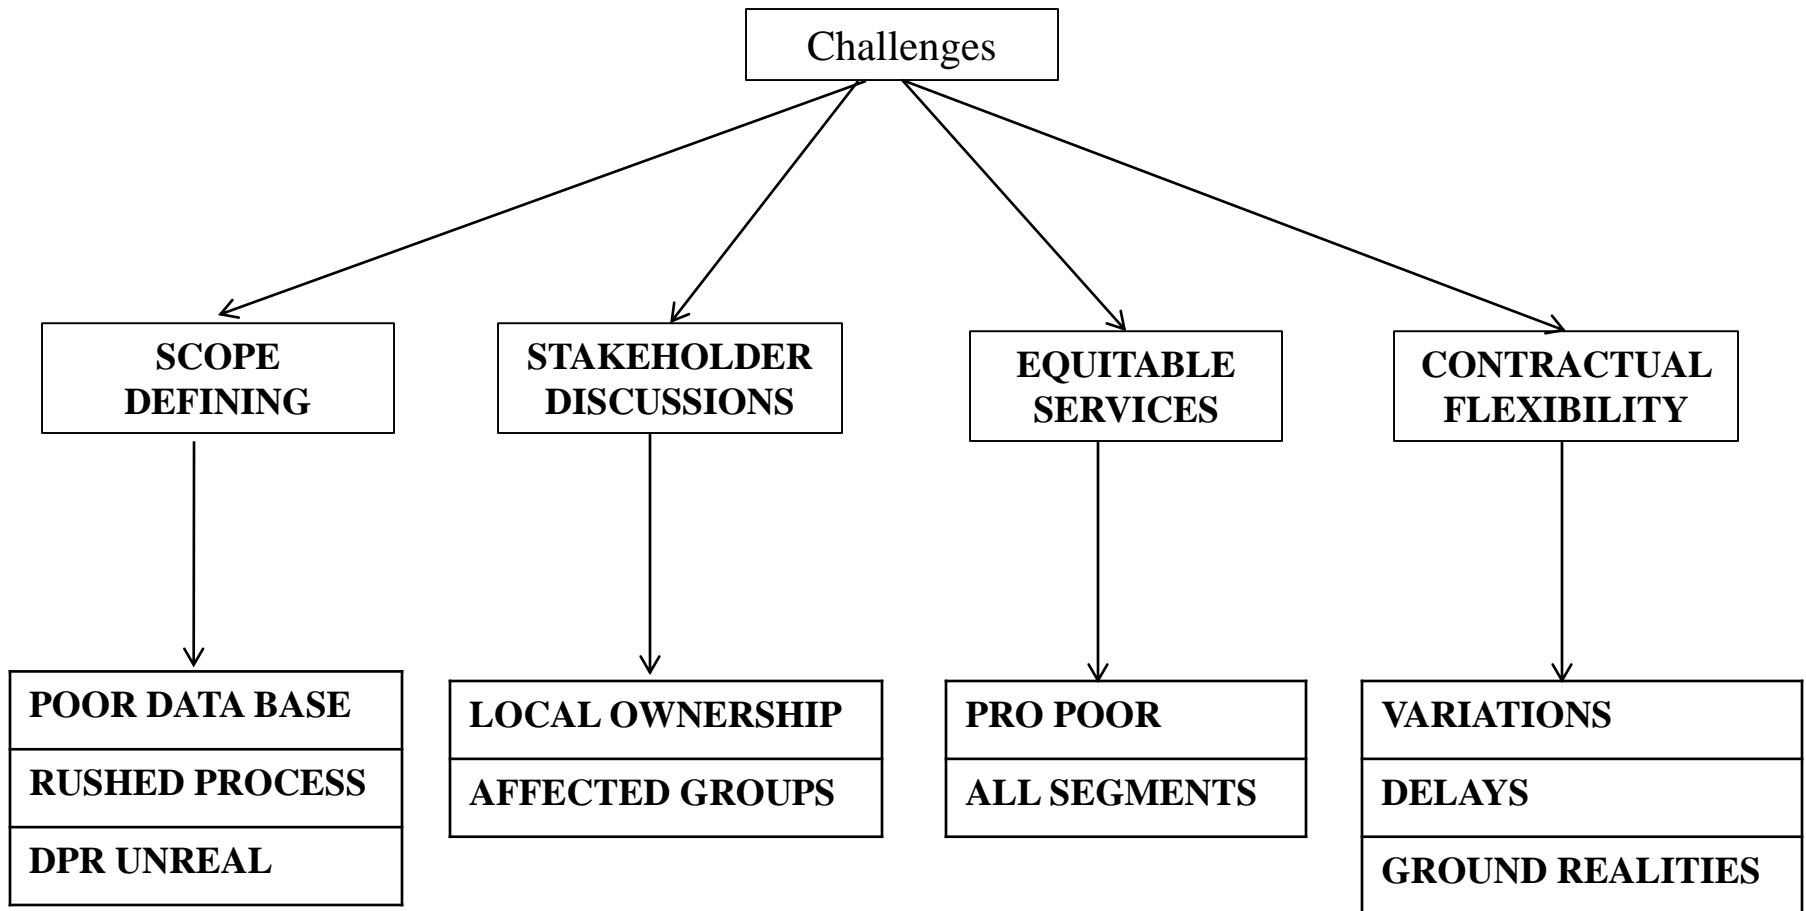 Challenges
SCOPE
DEFINING
STAKEHOLDER
DISCUSSIONS
EQUITABLE
SERVICES
CONTRACTUAL
FLEXIBILITY
POOR DATA BASE
RUSHED PROCESS
DPR UNREAL
LOCAL OWNERSHIP
AFFECTED GROUPS
PRO POOR
ALL SEGMENTS
VARIATIONS
DELAYS
GROUND REALITIES